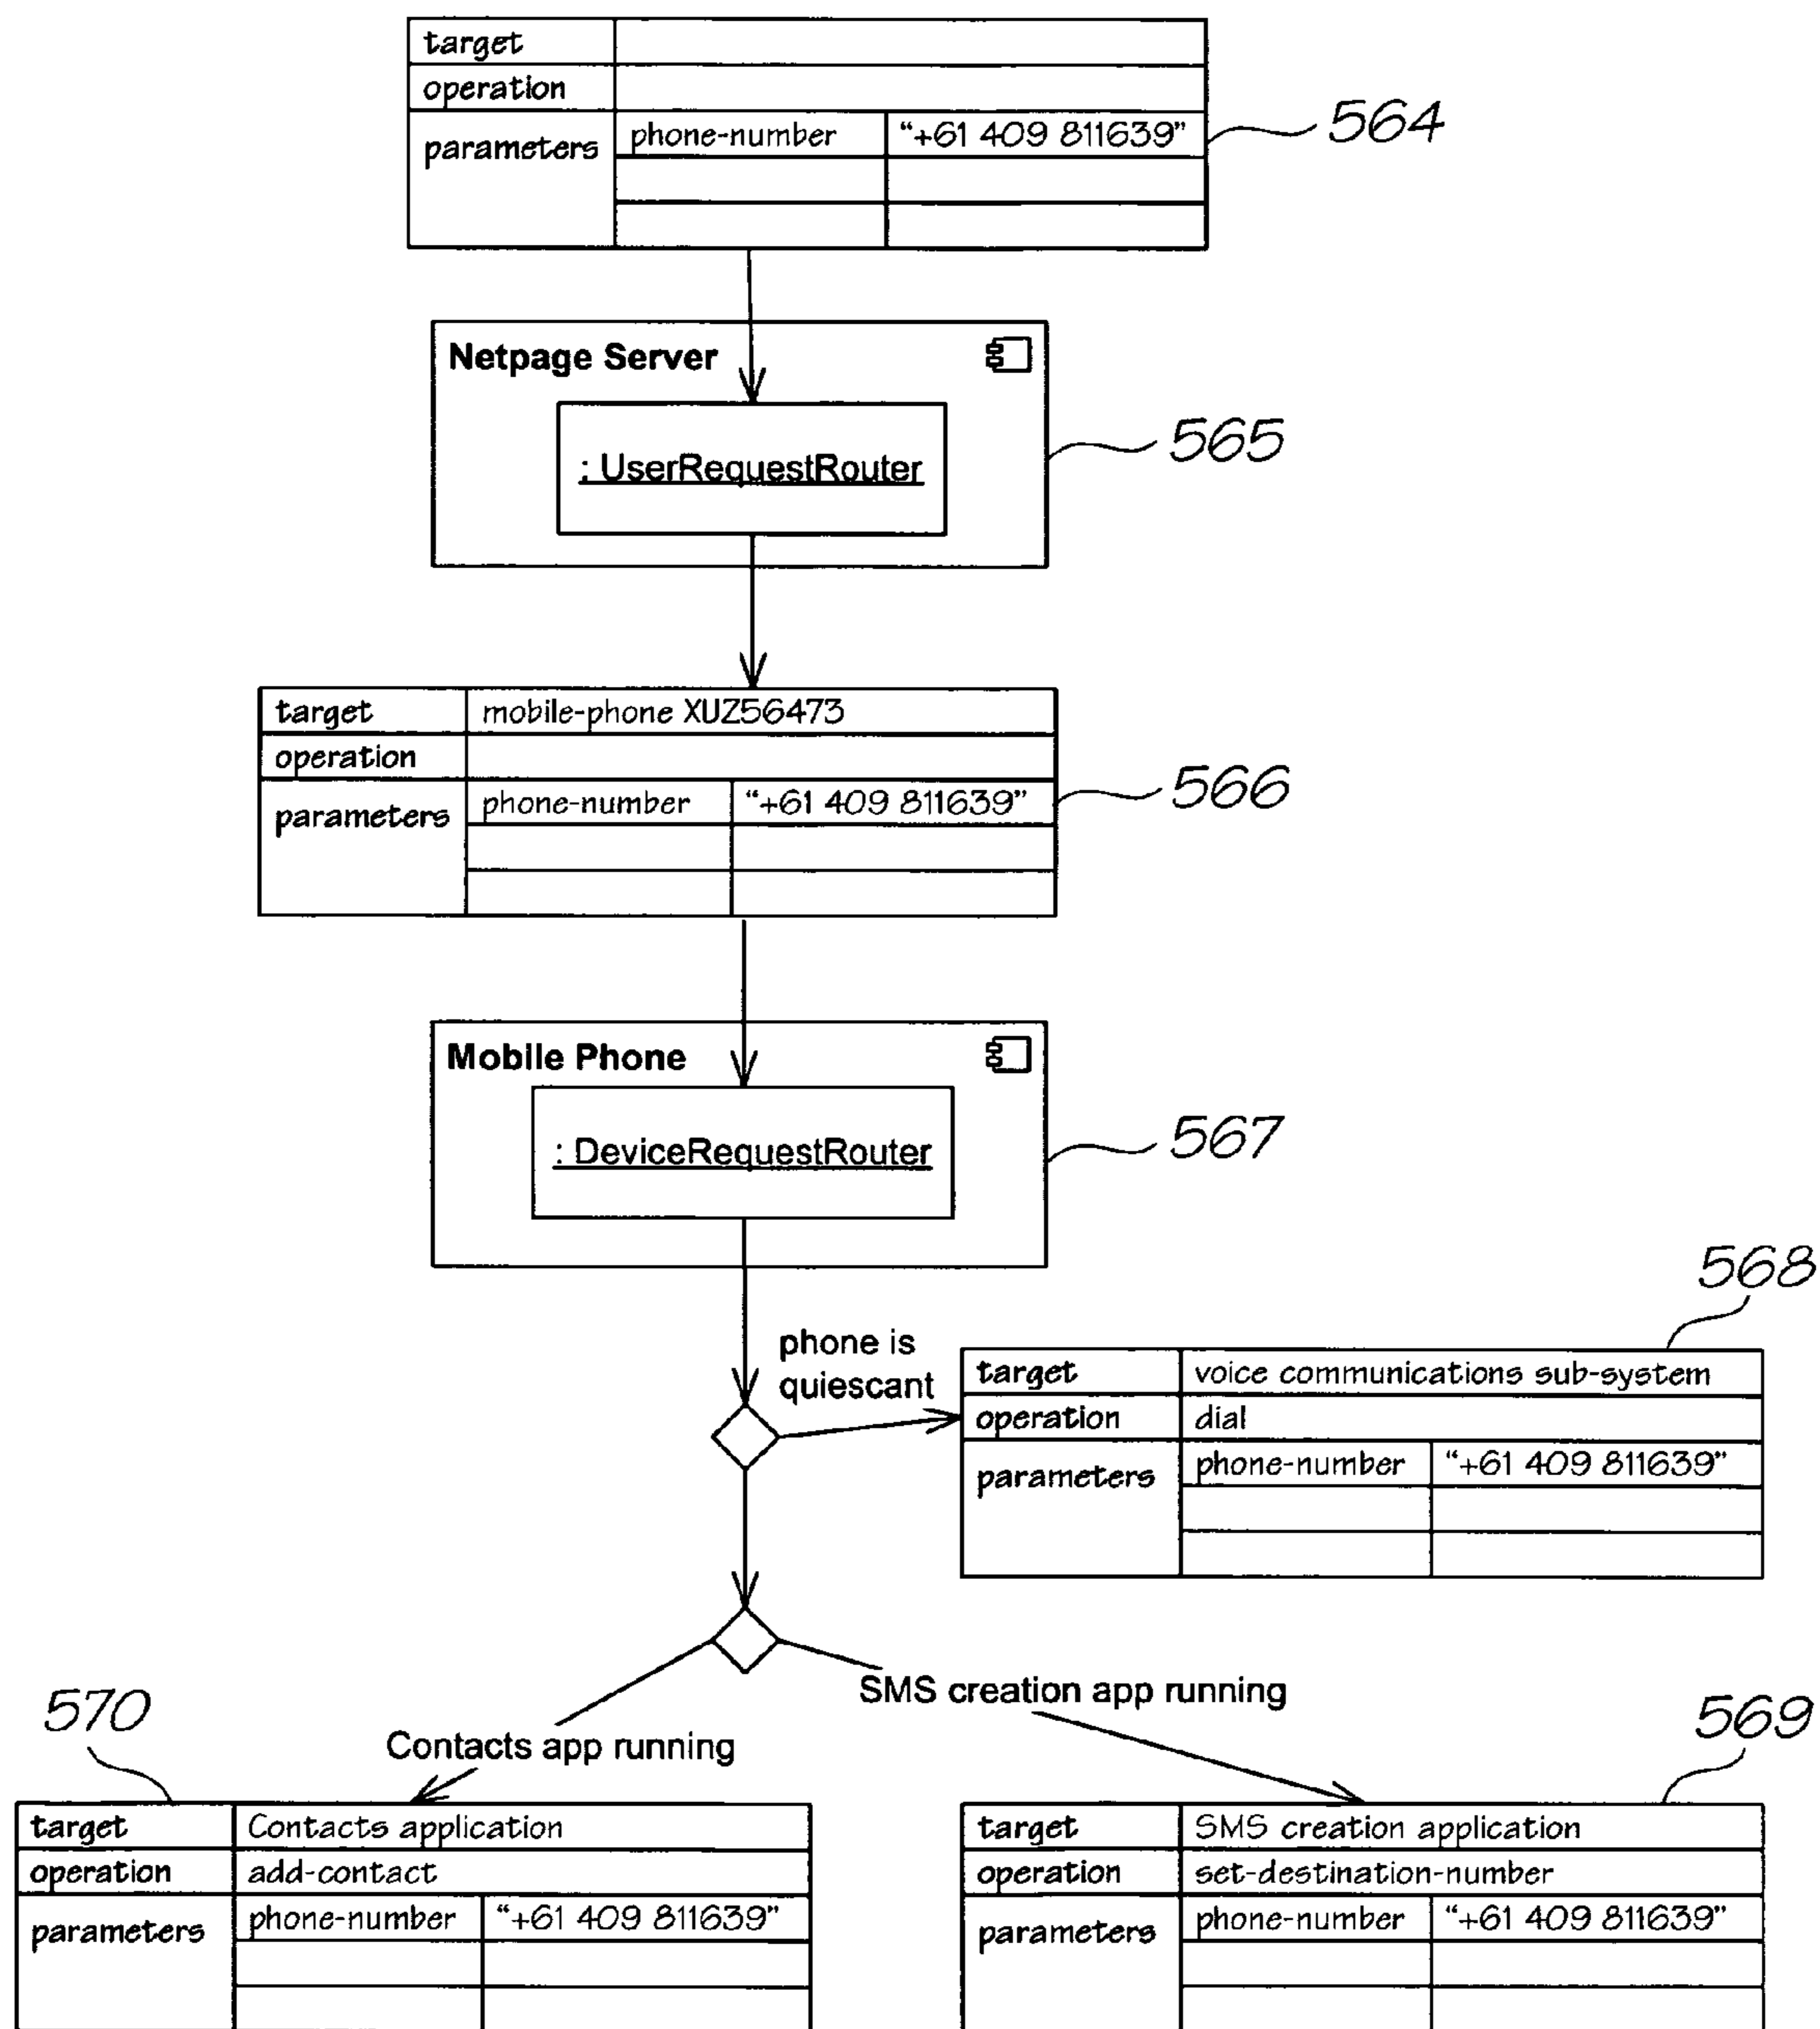 target
operation
parameters phone-number “+61 409 811639”
564
Netpage Server
: UserRequestRouter
565
target mobile-phone XUZ56473
operation
parameters phone-number “+61 409 811639”
566
Mobile Phone
: DeviceRequestRouter
567
568
phone is
quiescant
target voice communications sub-system
operation dial
parameters phone-number “+61 409 811639”
SMS creation app running
570
Contacts app running
569
target Contacts application
operation add-contact
parameters phone-number “+61 409 811639”
target SMS creation application
operation set-destination-number
parameters phone-number “+61 409 811639”